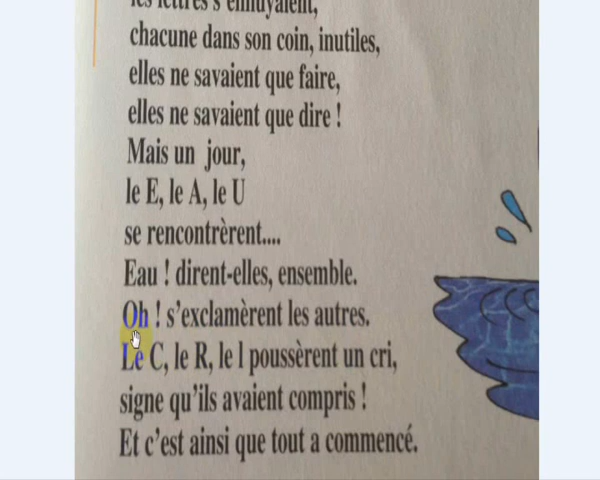 les lettres s'ennuyaient,
chacune dans son coin, inutiles,
elles ne savaient que faire,
elles ne savaient que dire !
Mais un jour,
le E, le A, le U
se rencontrèrent....
Eau ! dirent-elles, ensemble.
Oh ! s'exclamèrent les autres.
Le C, le R, le l poussèrent un cri,
signe qu'ils avaient compris !
Et c'est ainsi que tout a commencé.